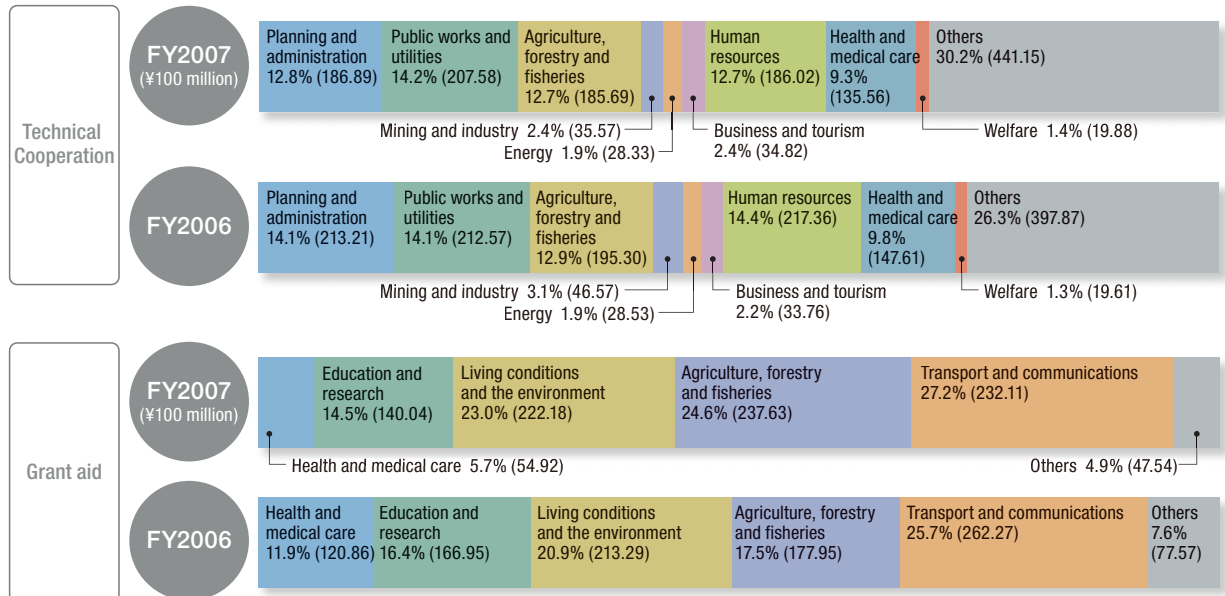 Technical
Cooperation
FY2007
(¥100 million)
Planning and
administration
12.8% (186.89)
Public works and
utilities
14.2% (207.58)
Agriculture,
forestry and
fisheries
12.7% (185.69)
Human
resources
12.7% (186.02)
Health and
medical care
9.3%
(135.56)
Others
30.2% (441.15)
Mining and industry 2.4% (35.57)
Energy 1.9% (28.33)
Business and tourism
2.4% (34.82)
Welfare 1.4% (19.88)
FY2006
Planning and
administration
14.1% (213.21)
Public works and
utilities
14.1% (212.57)
Agriculture,
forestry and
fisheries
12.9% (195.30)
Human resources
14.4% (217.36)
Health and
medical care
9.8%
(147.61)
Others
26.3% (397.87)
Mining and industry 3.1% (46.57)
Energy 1.9% (28.53)
Business and tourism
2.2% (33.76)
Welfare 1.3% (19.61)
Grant aid
FY2007
(¥100 million)
Education and
research
14.5% (140.04)
Living conditions
and the environment
23.0% (222.18)
Agriculture, forestry
and fisheries
24.6% (237.63)
Transport and communications
27.2% (232.11)
Health and medical care 5.7% (54.92)
Others 4.9% (47.54)
FY2006
Health and
medical care
11.9% (120.86)
Education and
research
16.4% (166.95)
Living conditions
and the environment
20.9% (213.29)
Agriculture, forestry
and fisheries
17.5% (177.95)
Transport and communications
25.7% (262.27)
Others
7.6%
(77.57)